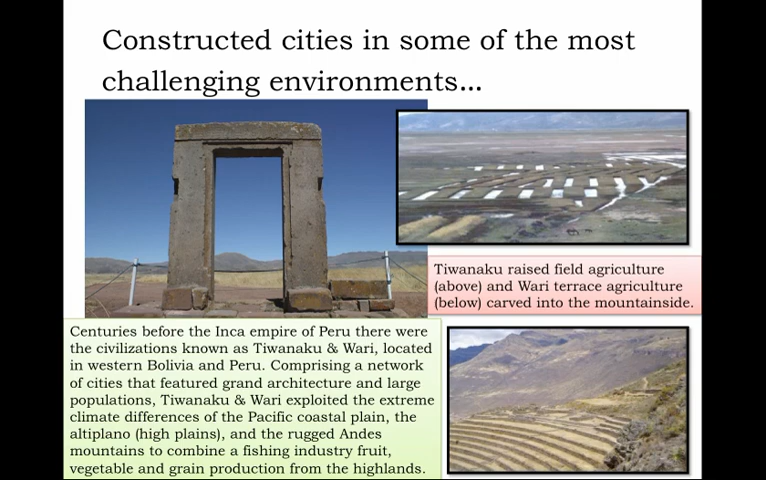 Constructed cities in some of the most
challenging environments...
Tiwanaku raised field agriculture
(above) and Wari terrace agriculture
(below) carved into the mountainside.
Centuries before the Inca empire of Peru there were
the civilizations known as Tiwanaku & Wari, located
in western Bolivia and Peru. Comprising a network
of cities that featured grand architecture and large
populations, Tiwanaku & Wari exploited the extreme
climate differences of the Pacific coastal plain, the
altiplano (high plains), and the rugged Andes
mountains to combine a fishing industry fruit,
vegetable and grain production from the highlands.